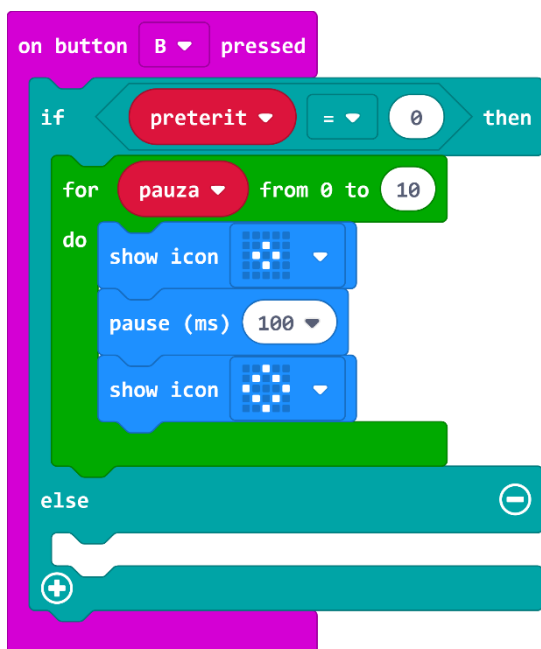 on button B pressed
if preterit = 0 then
for pauza from 0 to 10
do
show icon
pause (ms) 100
show icon
else